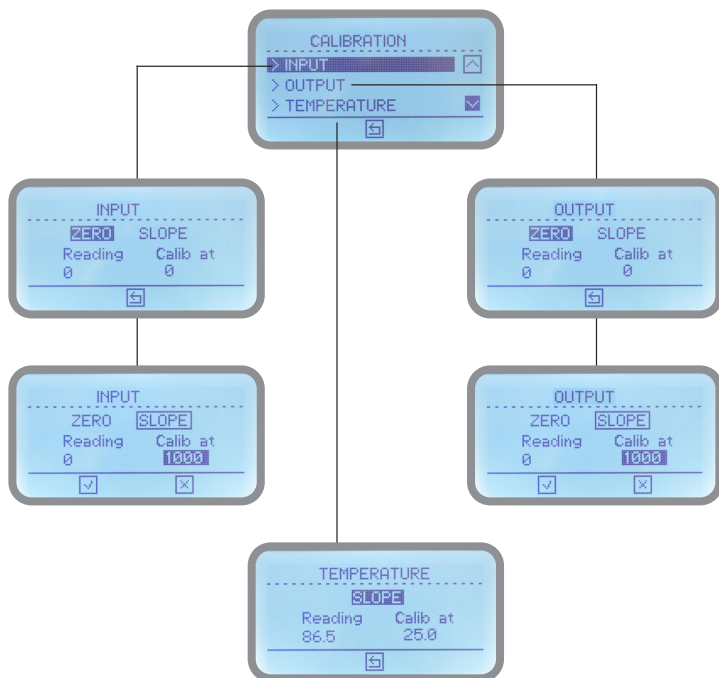 CALIBRATION
> INPUT
> OUTPUT
> TEMPERATURE
INPUT
ZERO SLOPE
Reading Calib at
0 0
OUTPUT
ZERO SLOPE
Reading Calib at
0 0
INPUT
ZERO SLOPE
Reading Calib at
0 1000
OUTPUT
ZERO SLOPE
Reading Calib at
0 1000
TEMPERATURE
SLOPE
Reading Calib at
86.5 25.0